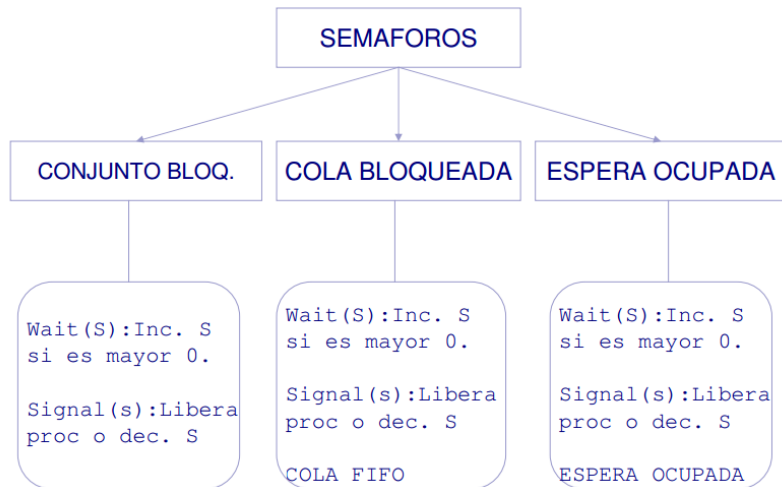 SEMAFOROS
CONJUNTO BLOQ.
COLA BLOQUEADA
ESPERA OCUPADA
Wait(S):Inc. S
si es mayor 0.
Signal(s):Libera
proc o dec. S
Wait(S):Inc. S
si es mayor 0.
Signal(s):Libera
proc o dec. S
COLA FIFO
Wait(S):Inc. S
si es mayor 0.
Signal(s):Libera
proc o dec. S
ESPERA OCUPADA